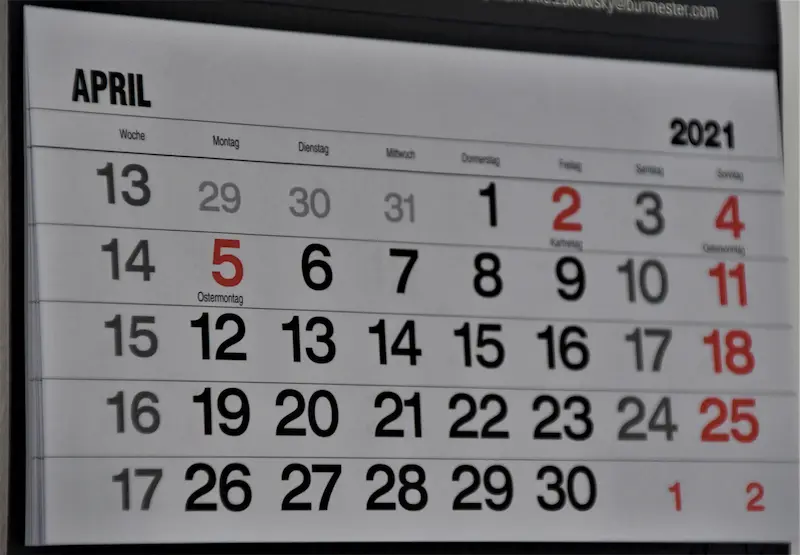 @burmester.com
APRIL
2021
Woche Montag Dienstag Mittwoch Donnerstag Freitag Samstag Sonntag
13 29 30 31 1 2 3 4
Karfreitag Ostersonntag
14 5 6 7 8 9 10 11
Ostermontag
15 12 13 14 15 16 17 18
16 19 20 21 22 23 24 25
17 26 27 28 29 30 1 2